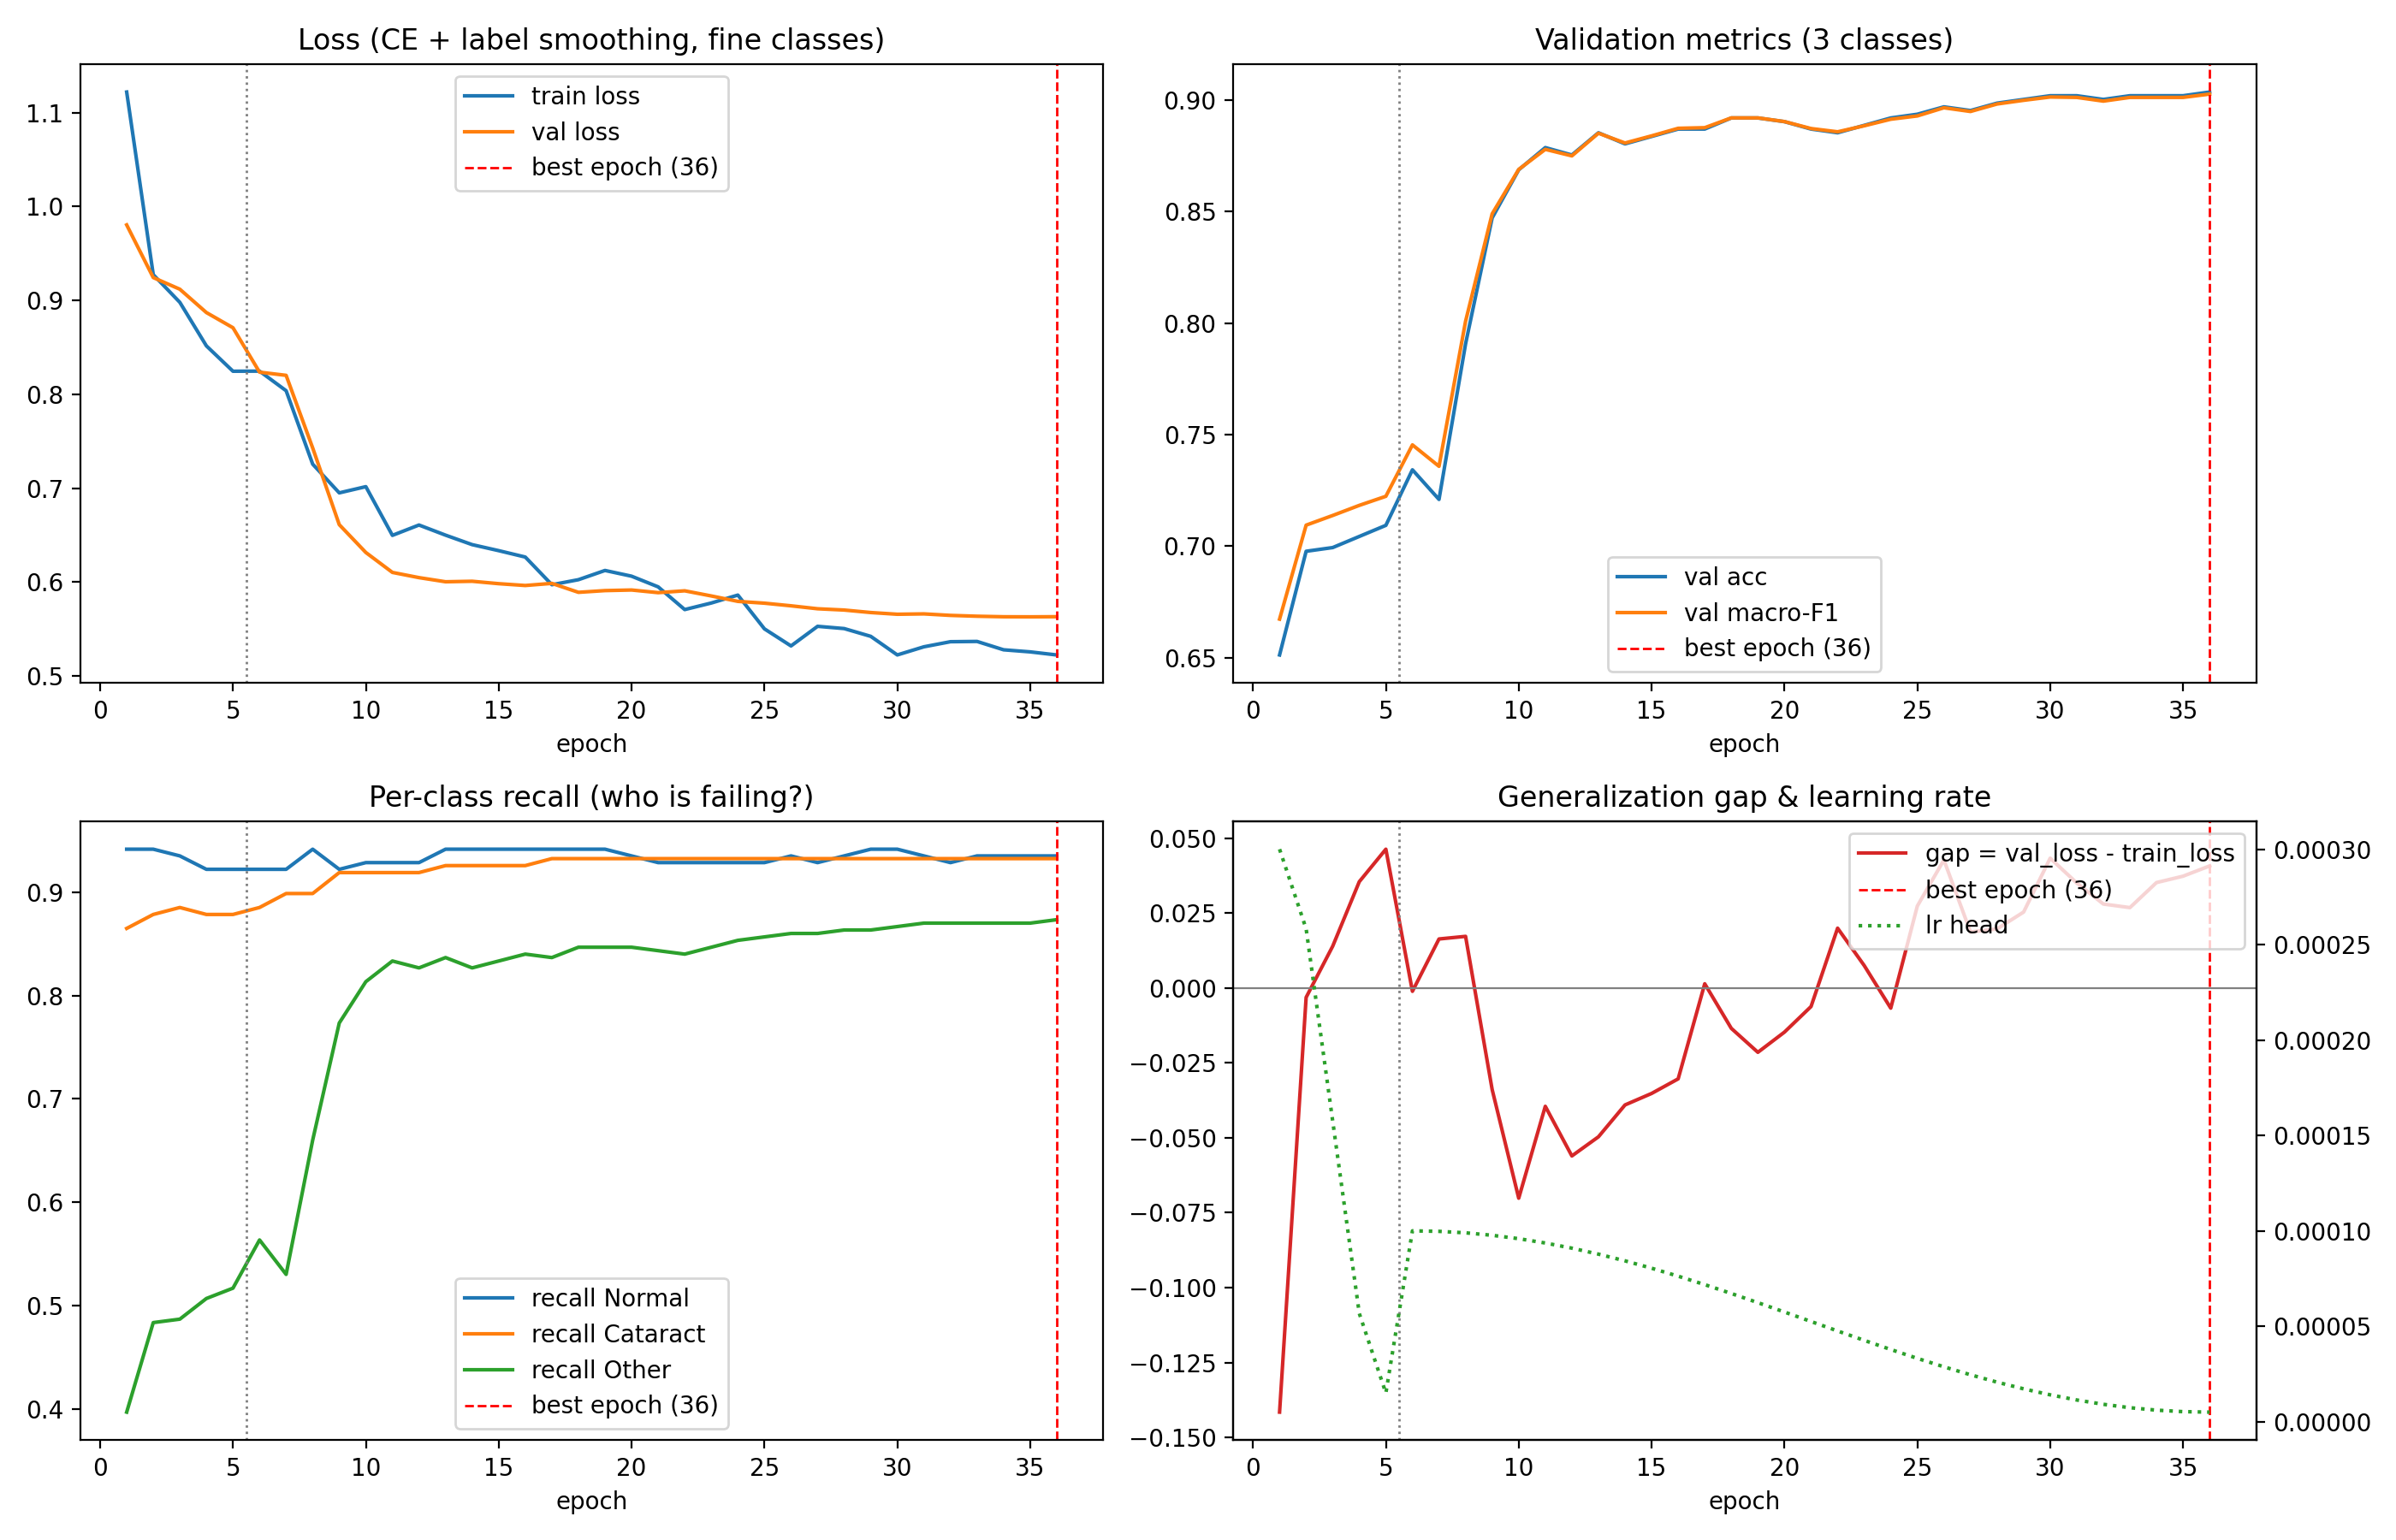 Loss (CE + label smoothing, fine classes)
train loss
val loss
best epoch (36)
1.1
1.0
0.9
0.8
0.7
0.6
0.5
0 5 10 15 20 25 30 35
epoch
Validation metrics (3 classes)
0.90
0.85
0.80
0.75
0.70
0.65
val acc
val macro-F1
best epoch (36)
0 5 10 15 20 25 30 35
epoch
Per-class recall (who is failing?)
0.9
0.8
0.7
0.6
0.5
0.4
recall Normal
recall Cataract
recall Other
best epoch (36)
0 5 10 15 20 25 30 35
epoch
Generalization gap & learning rate
gap = val_loss - train_loss
best epoch (36)
lr head
0.050
0.025
0.000
−0.025
−0.050
−0.075
−0.100
−0.125
−0.150
0.00030
0.00025
0.00020
0.00015
0.00010
0.00005
0.00000
0 5 10 15 20 25 30 35
epoch